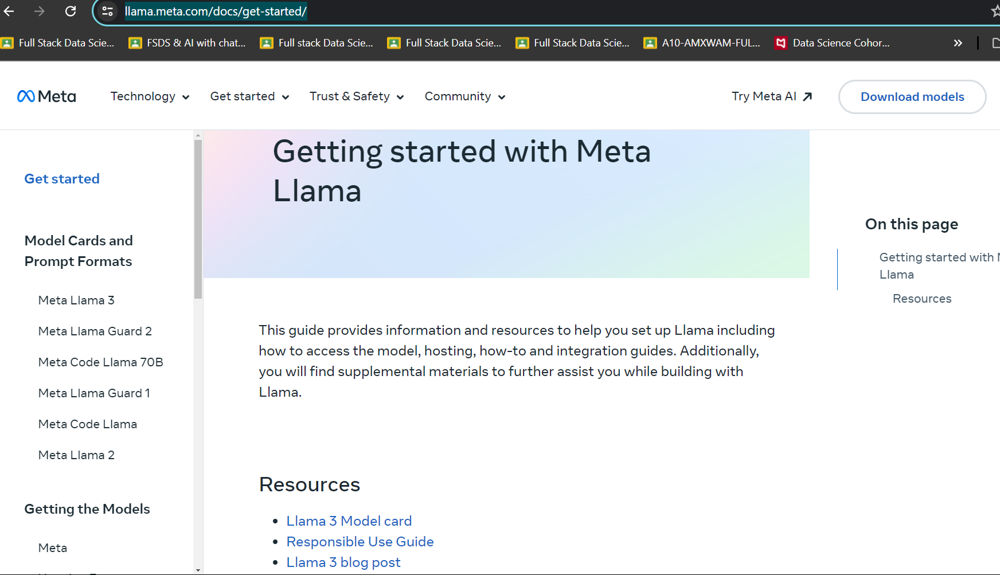 llama.meta.com/docs/get-started/
Full Stack Data Scie...
FSDS & AI with chat...
Full stack Data Scie...
Full Stack Data Scie...
Full Stack Data Scie...
A10-AMXWAM-FUL...
Data Science Cohor...
Meta
Technology
Get started
Trust & Safety
Community
Try Meta AI
Download models
Get started
Model Cards and
Prompt Formats
Meta Llama 3
Meta Llama Guard 2
Meta Code Llama 70B
Meta Llama Guard 1
Meta Code Llama
Meta Llama 2
Getting the Models
Meta
Getting started with Meta
Llama
This guide provides information and resources to help you set up Llama including
how to access the model, hosting, how-to and integration guides. Additionally,
you will find supplemental materials to further assist you while building with
Llama.
Resources
• Llama 3 Model card
• Responsible Use Guide
• Llama 3 blog post
On this page
Getting started with
Llama
Resources